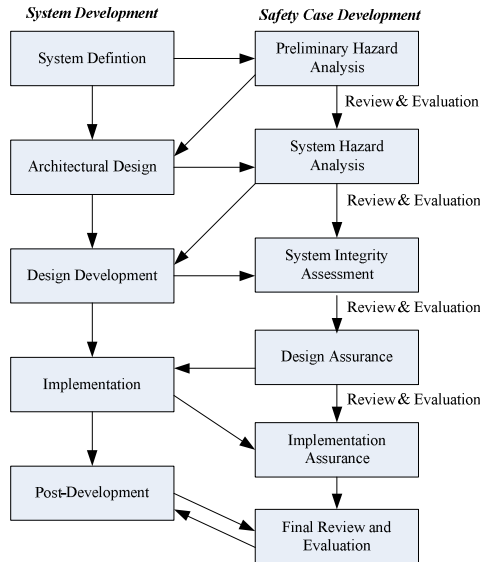 System Development
Safety Case Development
System Defintion
Preliminary Hazard
Analysis
Review & Evaluation
Architectural Design
System Hazard
Analysis
Review & Evaluation
Design Development
System Integrity
Assessment
Review & Evaluation
Design Assurance
Implementation
Review & Evaluation
Implementation
Assurance
Post-Development
Final Review and
Evaluation